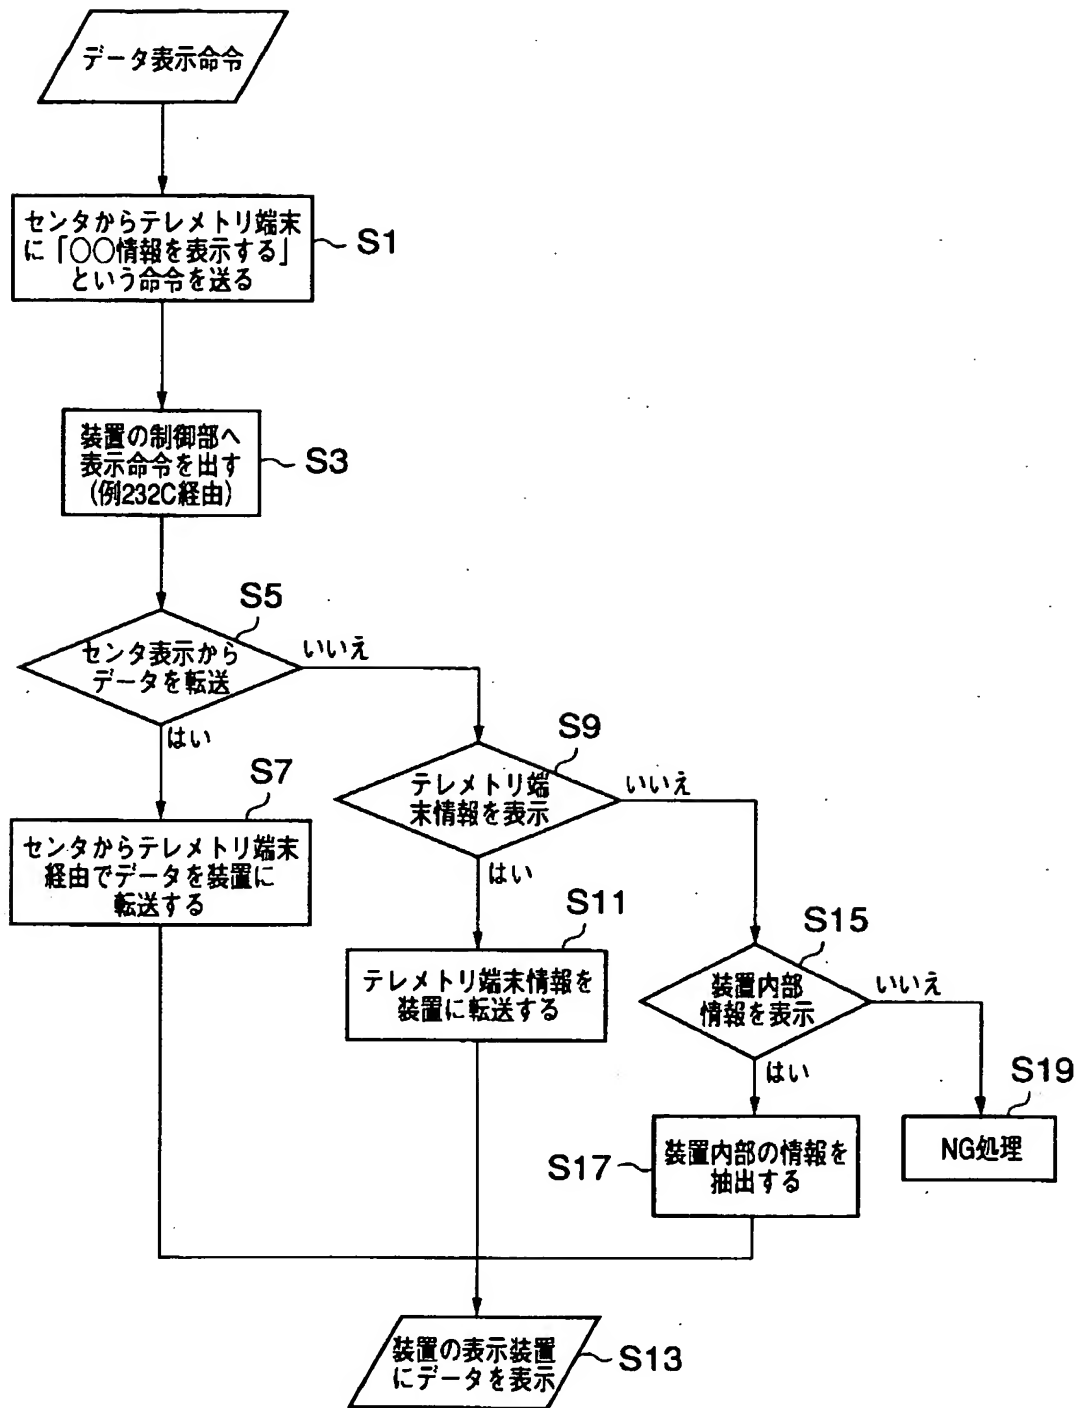 データ表示命令
センタからテレメトリ端末
に「〇〇情報を表示する」
という命令を送る
S1
装置の制御部へ
表示命令を出す
(例232C経由)
S3
S5
センタ表示から
データを転送
いいえ
はい
S7
センタからテレメトリ端末
経由でデータを装置に
転送する
S9
テレメトリ端
末情報を表示
いいえ
はい
S11
テレメトリ端末情報を
装置に転送する
S15
装置内部
情報を表示
いいえ
はい
S17
装置内部の情報を
抽出する
S19
NG処理
装置の表示装置
にデータを表示
S13